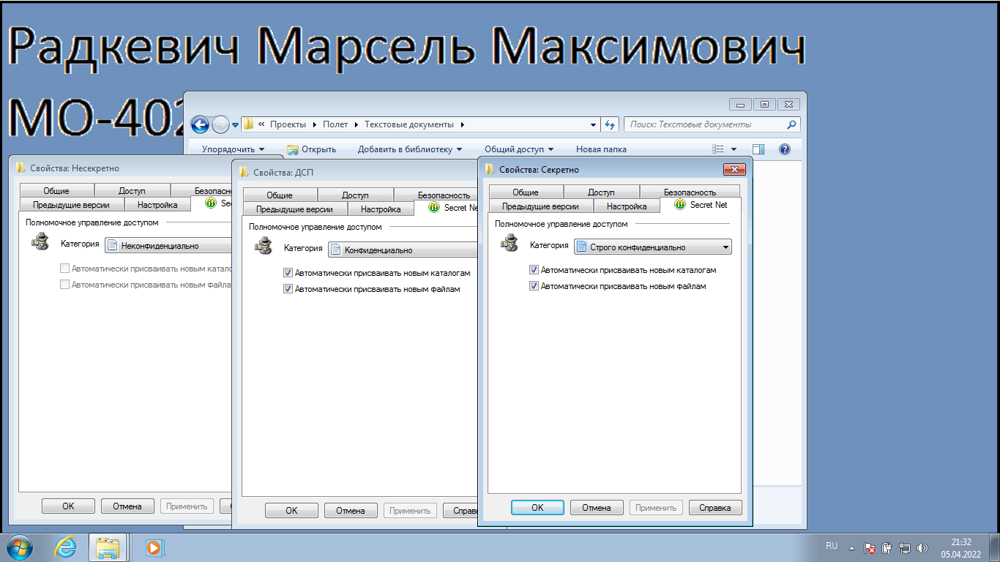 Радкевич Марсель Максимович
МО-402
« Проекты Полет Текстовые документы
Поиск: Текстовые документы
Упорядочить Открыть Добавить в библиотеку Общий доступ Новая папка
Свойства: Несекретно
Общие Доступ Безопасн
Предыдущие версии Настройка Sec
Полномочное управление доступом
Категория Неконфиденциально
Автоматически присваивать новым катало
Автоматически присваивать новым файла
OK Отмена Применить
Свойства: ДСП
Общие Доступ Безопасность
Предыдущие версии Настройка Secret Ne
Полномочное управление доступом
Категория Конфиденциально
Автоматически присваивать новым каталогам
Автоматически присваивать новым файлам
OK Отмена Применить Справ
Свойства: Секретно
Общие Доступ Безопасность
Предыдущие версии Настройка Secret Net
Полномочное управление доступом
Категория Строго конфиденциально
Автоматически присваивать новым каталогам
Автоматически присваивать новым файлам
OK Отмена Применить Справка
RU
21:32
05.04.2022